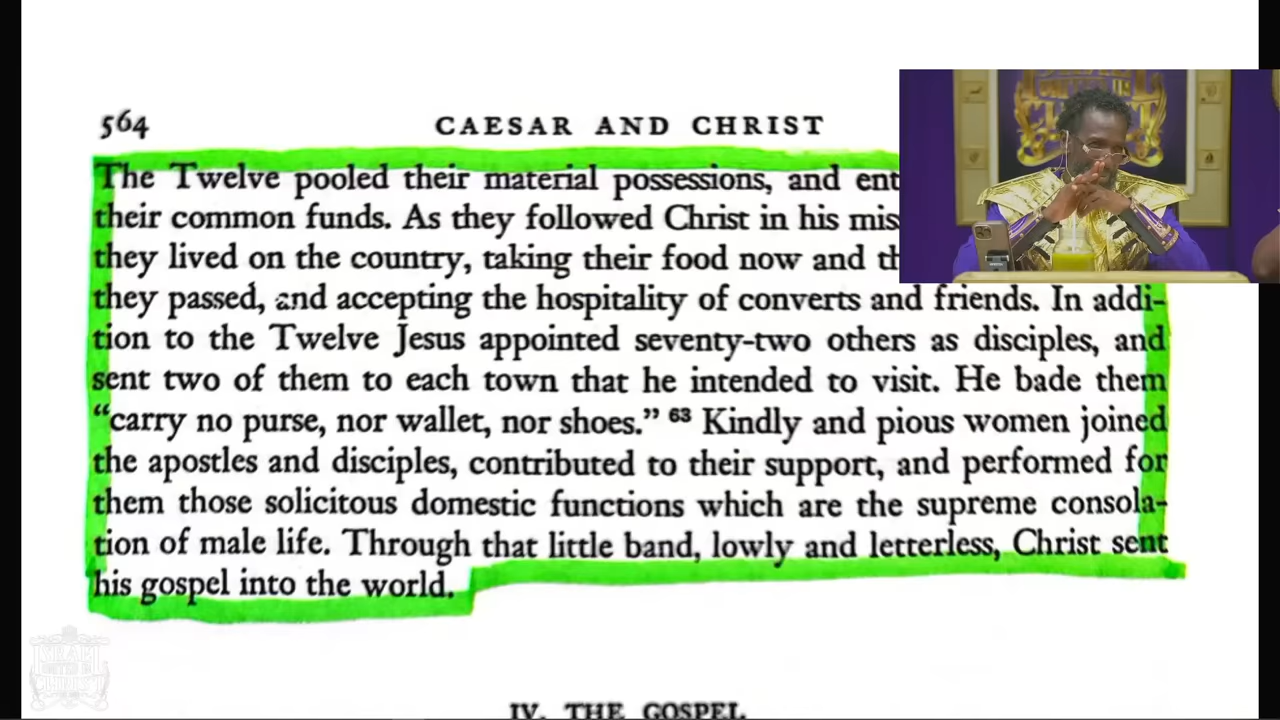 564
CAESAR AND CHRIST
The Twelve pooled their material possessions, and ent
their common funds. As they followed Christ in his mis
they lived on the country, taking their food now and th
they passed, and accepting the hospitality of converts and friends. In addi-
tion to the Twelve Jesus appointed seventy-two others as disciples, and
sent two of them to each town that he intended to visit. He bade them
“carry no purse, nor wallet, nor shoes.” 63 Kindly and pious women joined
the apostles and disciples, contributed to their support, and performed for
them those solicitous domestic functions which are the supreme consola-
tion of male life. Through that little band, lowly and letterless, Christ sent
his gospel into the world.
IV. THE GOSPEL
ISRAEL
UNITED IN
CHRIST